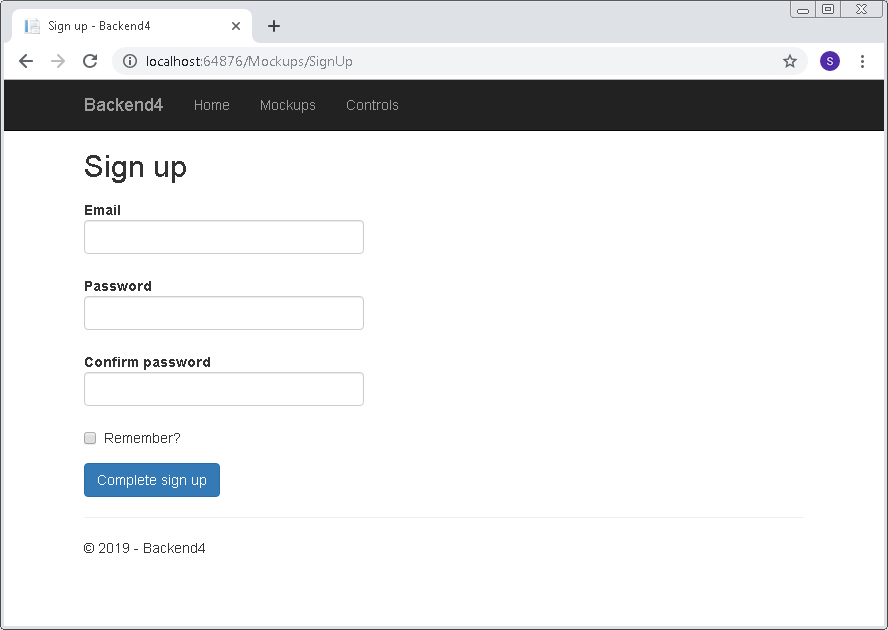 Sign up - Backend4
localhost:64876/Mockups/SignUp
S
Backend4 Home Mockups Controls
Sign up
Email
Password
Confirm password
Remember?
Complete sign up
© 2019 - Backend4